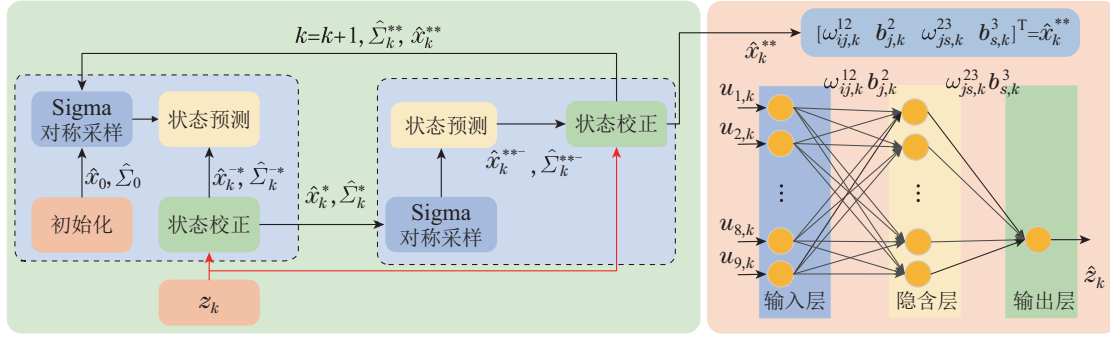 k=k+1, Σ̂ₖ**, x̂ₖ**
Sigma
对称采样
状态预测
x̂₀, Σ̂₀
x̂ₖ⁻*, Σ̂ₖ⁻*
初始化
状态校正
x̂ₖ*, Σ̂ₖ*
zₖ
状态预测
状态校正
x̂ₖ**⁻, Σ̂ₖ**⁻
Sigma
对称采样
x̂ₖ**
[ω¹²ᵢⱼ,ₖ b²ⱼ,ₖ ω²³ⱼₛ,ₖ b³ₛ,ₖ]ᵀ=x̂ₖ**
ω¹²ᵢⱼ,ₖ b²ⱼ,ₖ ω²³ⱼₛ,ₖ b³ₛ,ₖ
u₁,ₖ
u₂,ₖ
⋮ ⋮
u₈,ₖ
u₉,ₖ
ẑₖ
输入层 隐含层 输出层